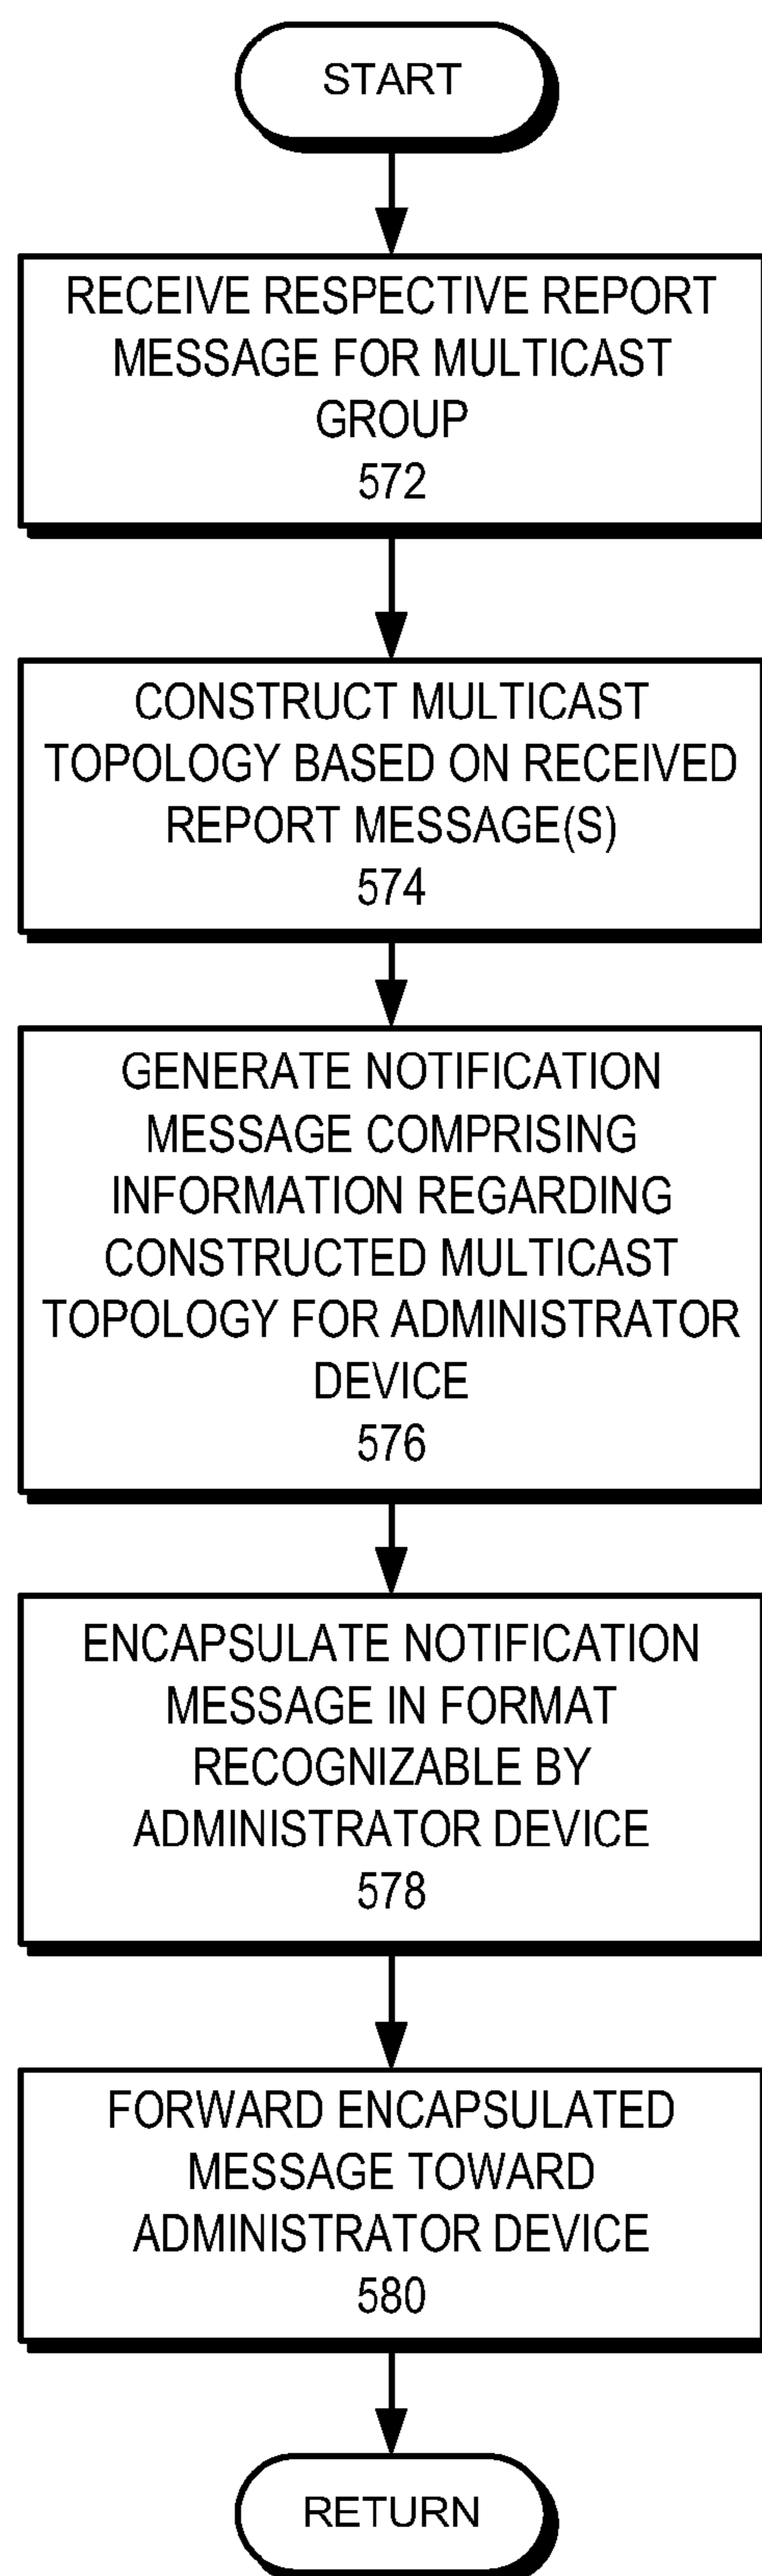 START
RECEIVE RESPECTIVE REPORT
MESSAGE FOR MULTICAST
GROUP
572
CONSTRUCT MULTICAST
TOPOLOGY BASED ON RECEIVED
REPORT MESSAGE(S)
574
GENERATE NOTIFICATION
MESSAGE COMPRISING
INFORMATION REGARDING
CONSTRUCTED MULTICAST
TOPOLOGY FOR ADMINISTRATOR
DEVICE
576
ENCAPSULATE NOTIFICATION
MESSAGE IN FORMAT
RECOGNIZABLE BY
ADMINISTRATOR DEVICE
578
FORWARD ENCAPSULATED
MESSAGE TOWARD
ADMINISTRATOR DEVICE
580
RETURN